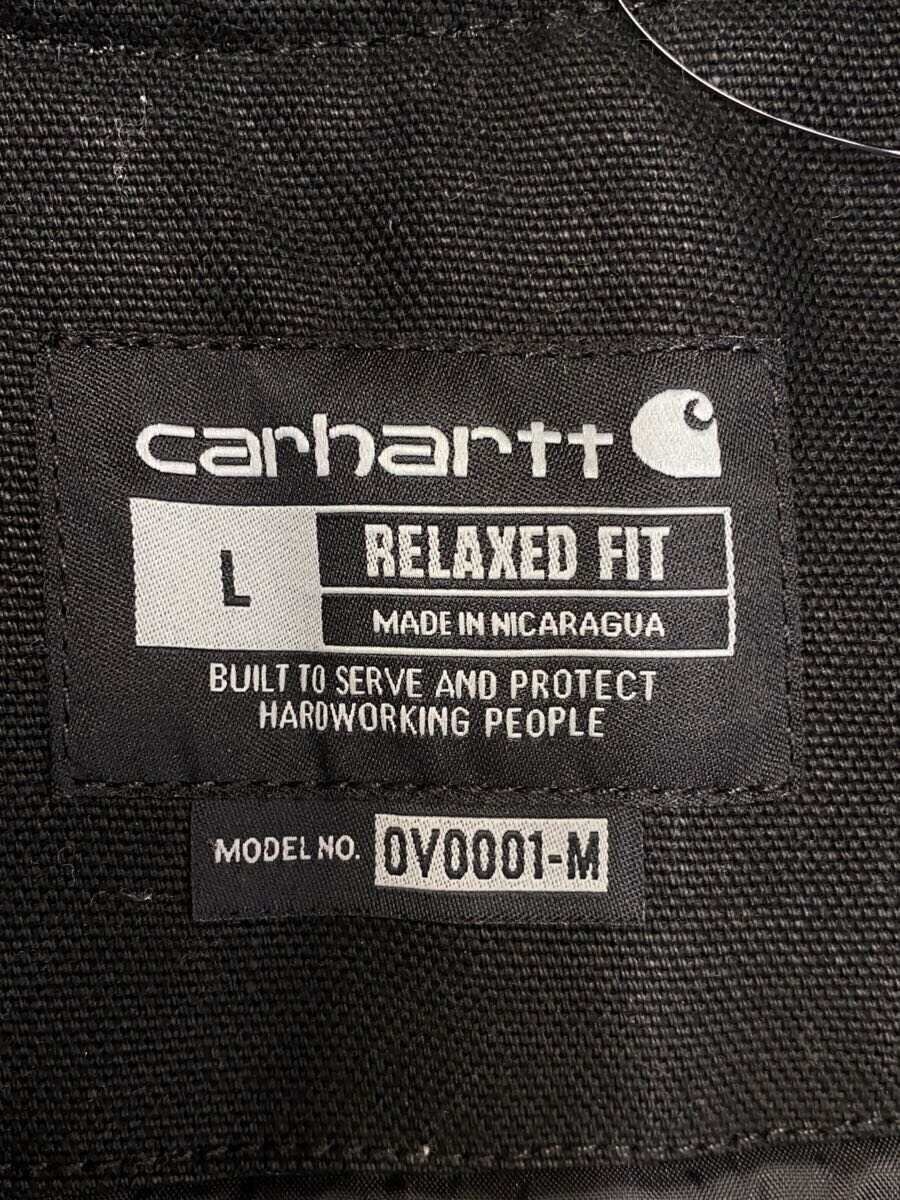 carhartt
L
RELAXED FIT
MADE IN NICARAGUA
BUILT TO SERVE AND PROTECT
HARDWORKING PEOPLE
MODEL NO. OV0001-M